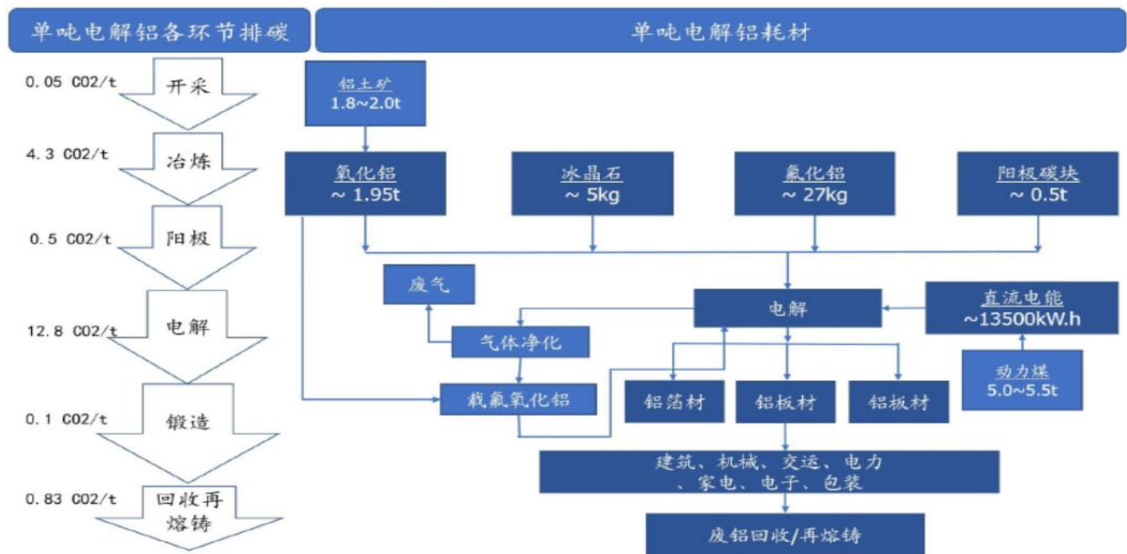 单吨电解铝各环节排碳
单吨电解铝耗材
0.05 CO2/t
开采
4.3 CO2/t
冶炼
0.5 CO2/t
阳极
12.8 CO2/t
电解
0.1 CO2/t
锻造
0.83 CO2/t
回收再
熔铸
铝土矿
1.8~2.0t
氧化铝
~ 1.95t
冰晶石
~ 5kg
氟化铝
~ 27kg
阳极碳块
~ 0.5t
废气
气体净化
载氟氧化铝
电解
直流电能
~13500kW.h
动力煤
5.0~5.5t
铝箔材
铝板材
铝板材
建筑、机械、交运、电力
、家电、电子、包装
废铝回收/再熔铸